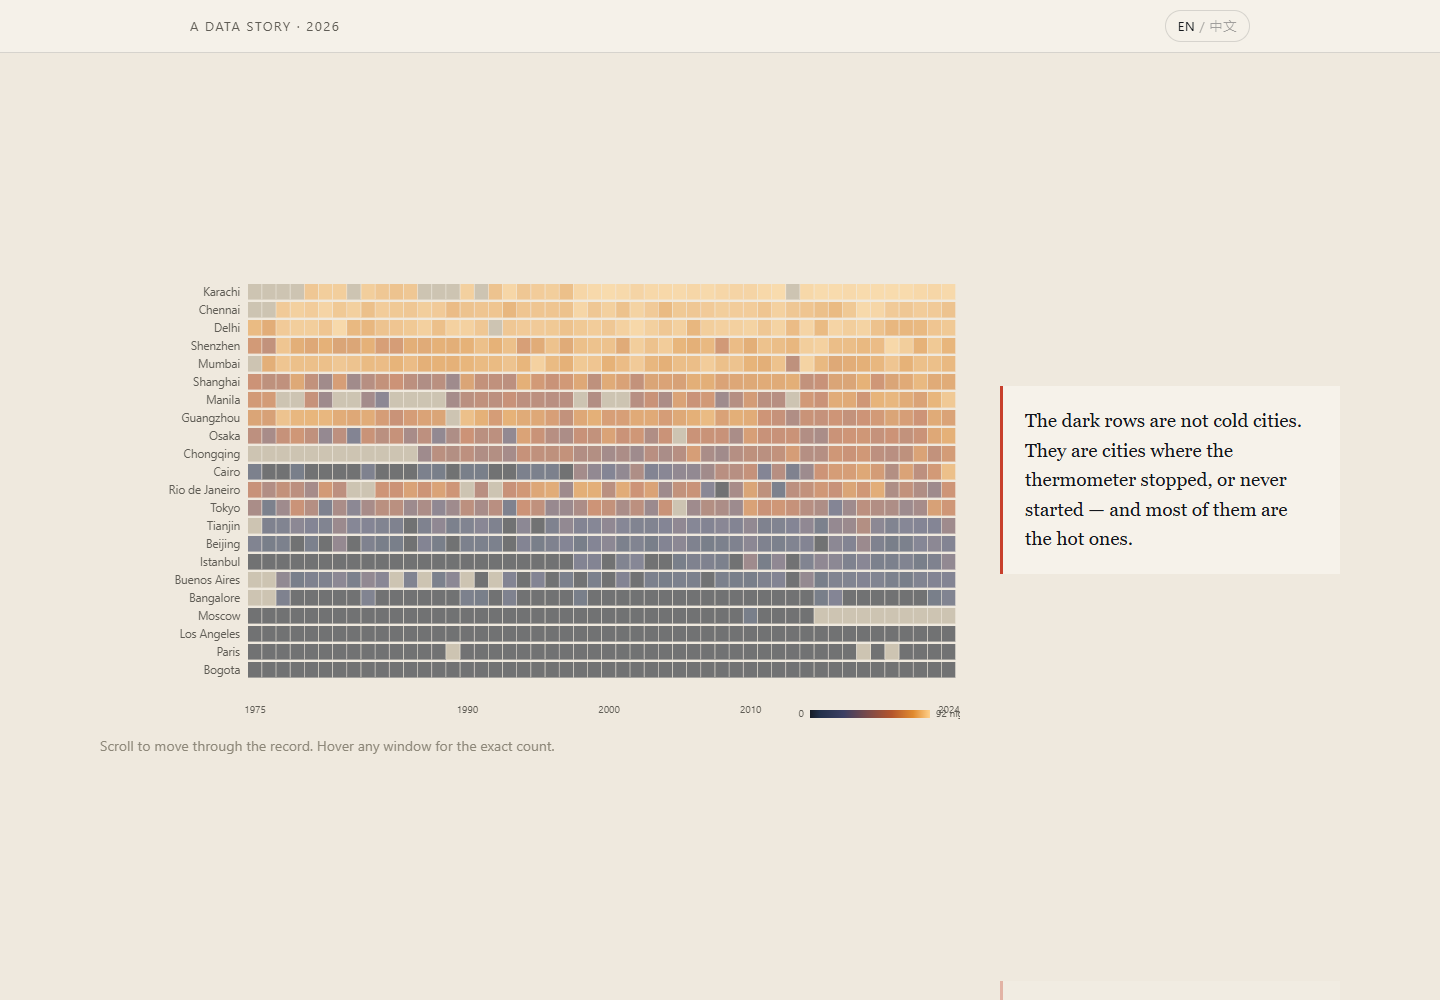 A DATA STORY · 2026
EN / 中文
Karachi
Chennai
Delhi
Shenzhen
Mumbai
Shanghai
Manila
Guangzhou
Osaka
Chongqing
Cairo
Rio de Janeiro
Tokyo
Tianjin
Beijing
Istanbul
Buenos Aires
Bangalore
Moscow
Los Angeles
Paris
Bogota
1975 1990 2000 2010 2024
0 92
Scroll to move through the record. Hover any window for the exact count.
The dark rows are not cold cities.
They are cities where the
thermometer stopped, or never
started — and most of them are
the hot ones.